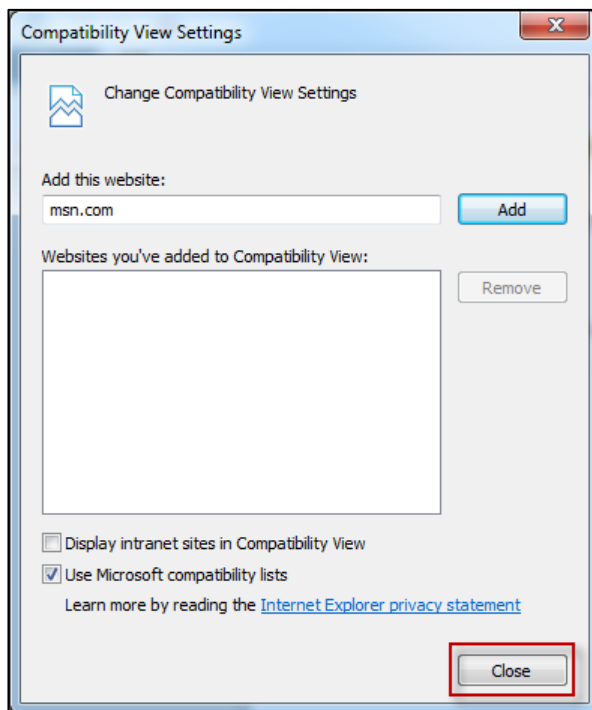 Compatibility View Settings
Change Compatibility View Settings
Add this website:
msn.com
Add
Websites you've added to Compatibility View:
Remove
Display intranet sites in Compatibility View
Use Microsoft compatibility lists
Learn more by reading the Internet Explorer privacy statement
Close